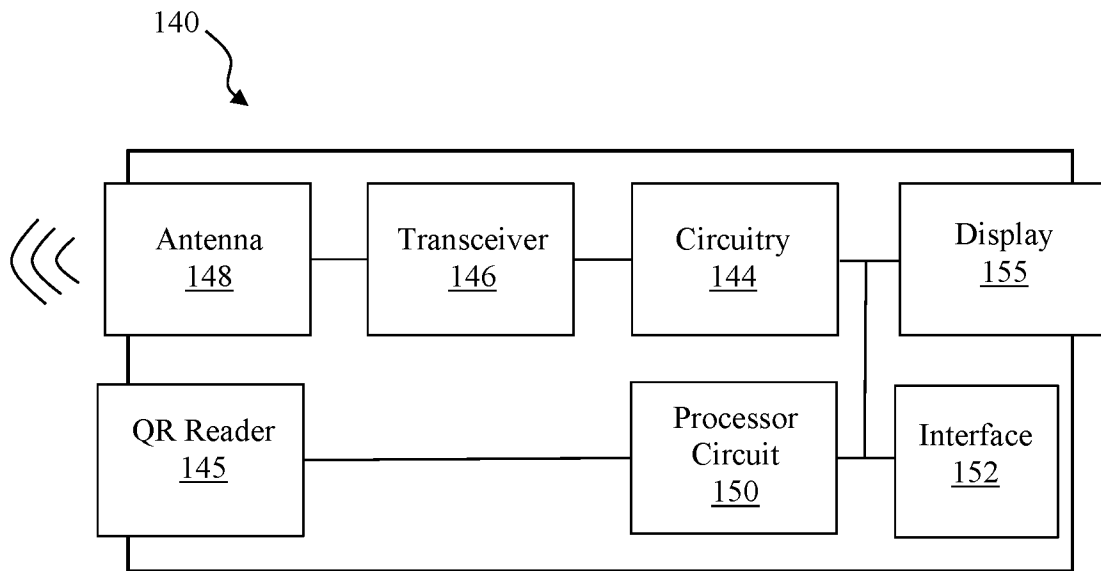 140
Antenna
148
Transceiver
146
Circuitry
144
Display
155
QR Reader
145
Processor
Circuit
150
Interface
152